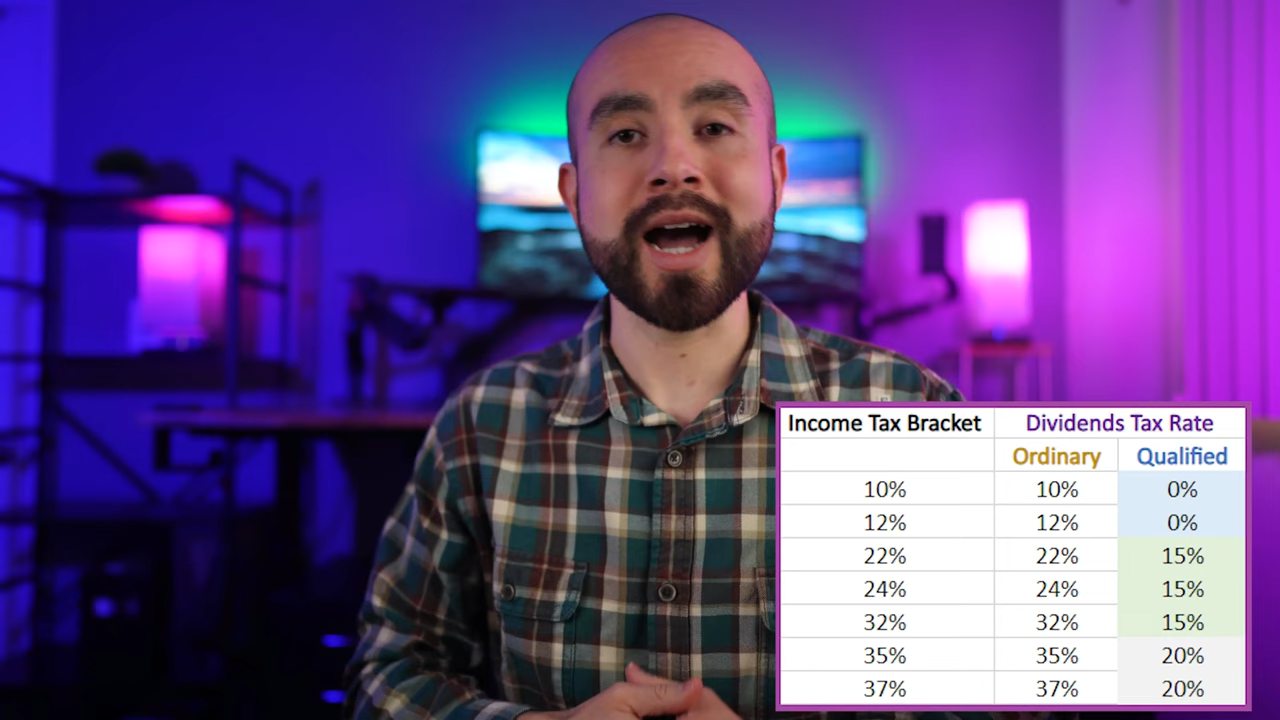 Income Tax Bracket Dividends Tax Rate
Ordinary Qualified
10% 10% 0%
12% 12% 0%
22% 22% 15%
24% 24% 15%
32% 32% 15%
35% 35% 20%
37% 37% 20%